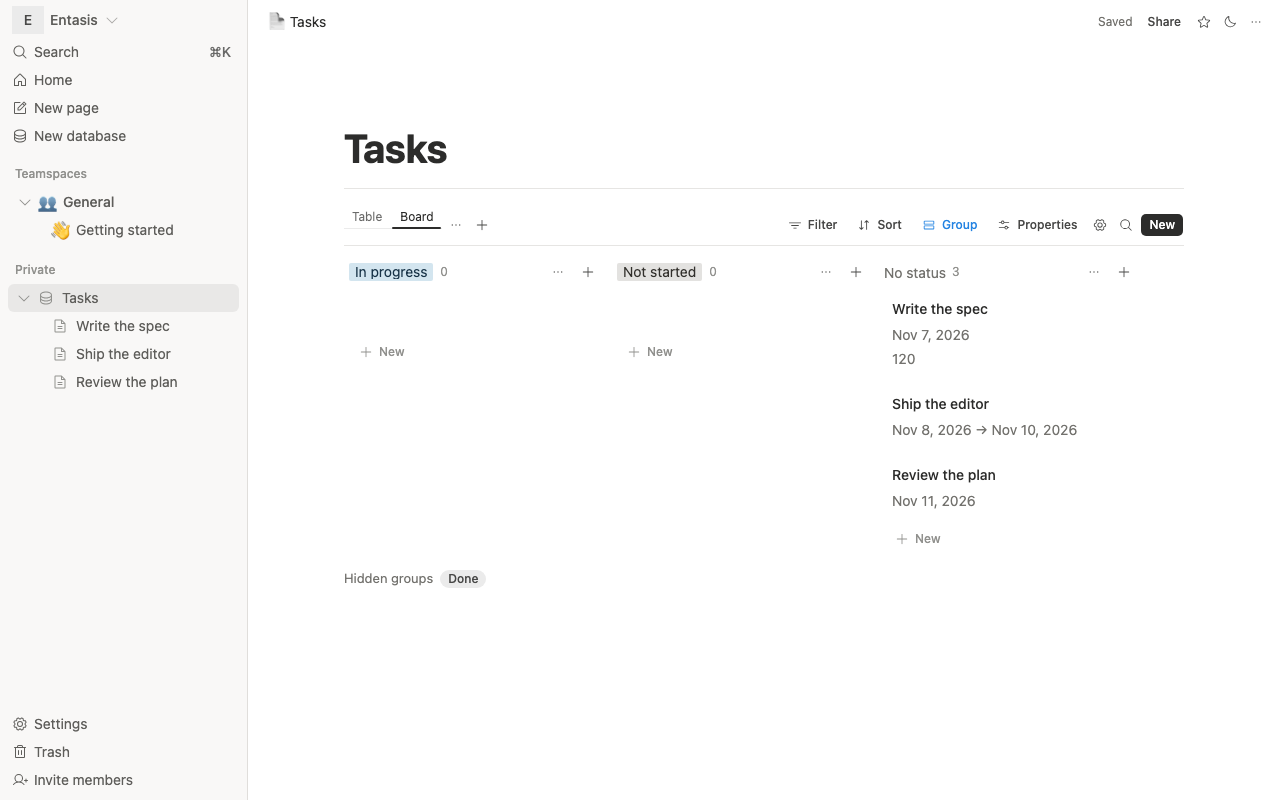 E Entasis
Search ⌘K
Home
New page
New database
Teamspaces
General
Getting started
Private
Tasks
Write the spec
Ship the editor
Review the plan
Settings
Trash
Invite members
Tasks
Saved Share
Tasks
Table Board
Filter Sort Group Properties New
In progress 0
New
Not started 0
New
No status 3
Write the spec
Nov 7, 2026
120
Ship the editor
Nov 8, 2026 → Nov 10, 2026
Review the plan
Nov 11, 2026
New
Hidden groups Done